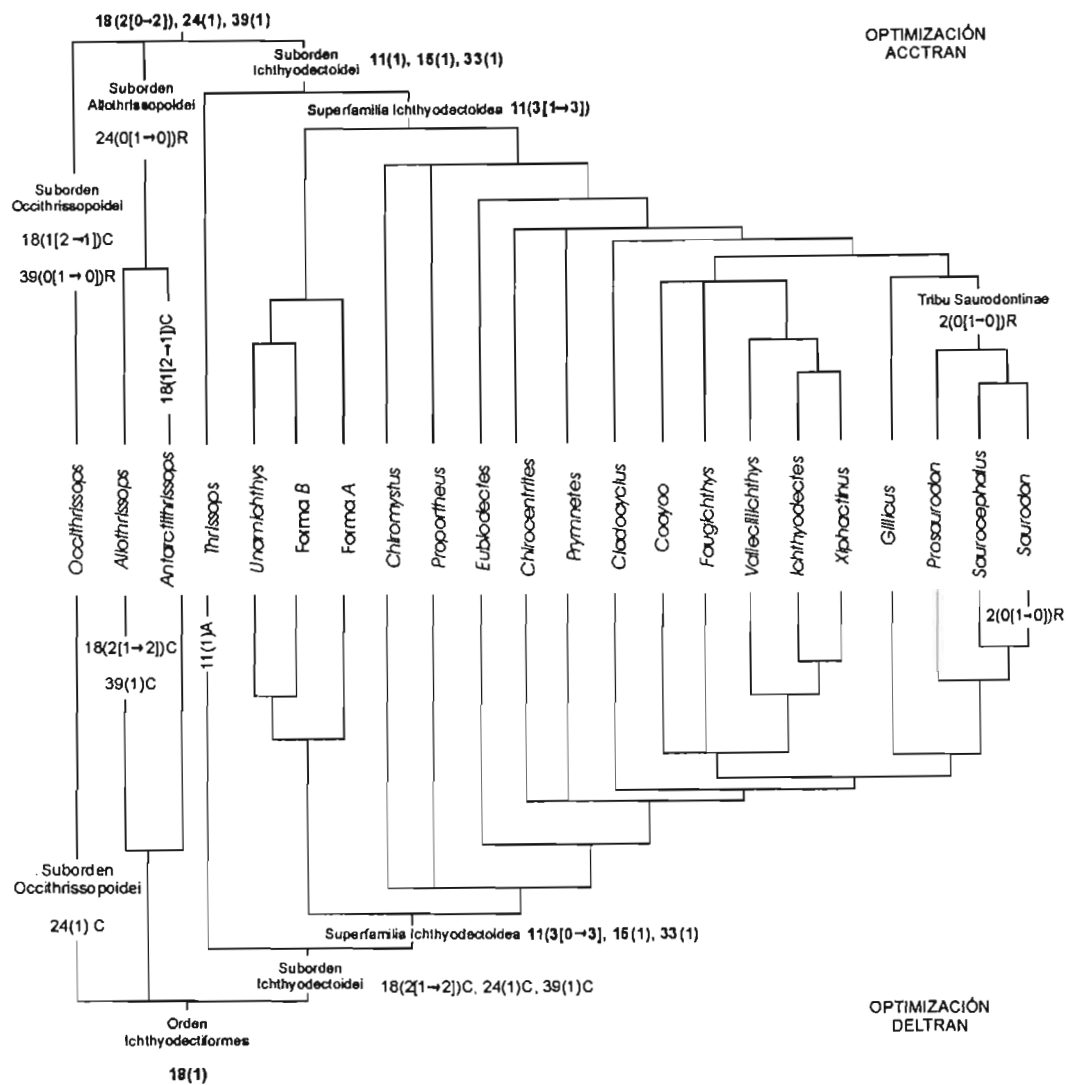 18(2[0→2]), 24(1), 39(1)
OPTIMIZACIÓN
ACCTRAN
Suborden
Ichthyodectoidei
11(1), 15(1), 33(1)
Suborden
Allothrissopoidei
24(0[1→0])R
Superfamilia Ichthyodectoidea 11(3[1→3])
Suborden
Occithrissopoidei
18(1[2→1])C
39(0[1→0])R
18(1[2→1])C
Tribu Saurodontinae
2(0[1→0])R
Occithrissops
Allothrissops
Antarctithrissops
Thrissops
Unamichthys
Forma B
Forma A
Chiromystus
Proportheus
Eubiodectes
Chirocentrites
Prymnetes
Cladocyclus
Cooyoo
Faugichthys
Vallecillichthys
Ichthyodectes
Xiphactinus
Gillicus
Prosaurodon
Saurocephalus
Saurodon
18(2[1→2])C
39(1)C
11(1)A
2(0[1→0])R
. Suborden
Occithrissopoidei
24(1) C
Superfamilia Ichthyodectoidea 11(3[0→3], 15(1), 33(1)
Suborden
Ichthyodectoidei
18(2[1→2])C, 24(1)C, 39(1)C
Orden
Ichthyodectiformes
18(1)
OPTIMIZACIÓN
DELTRAN